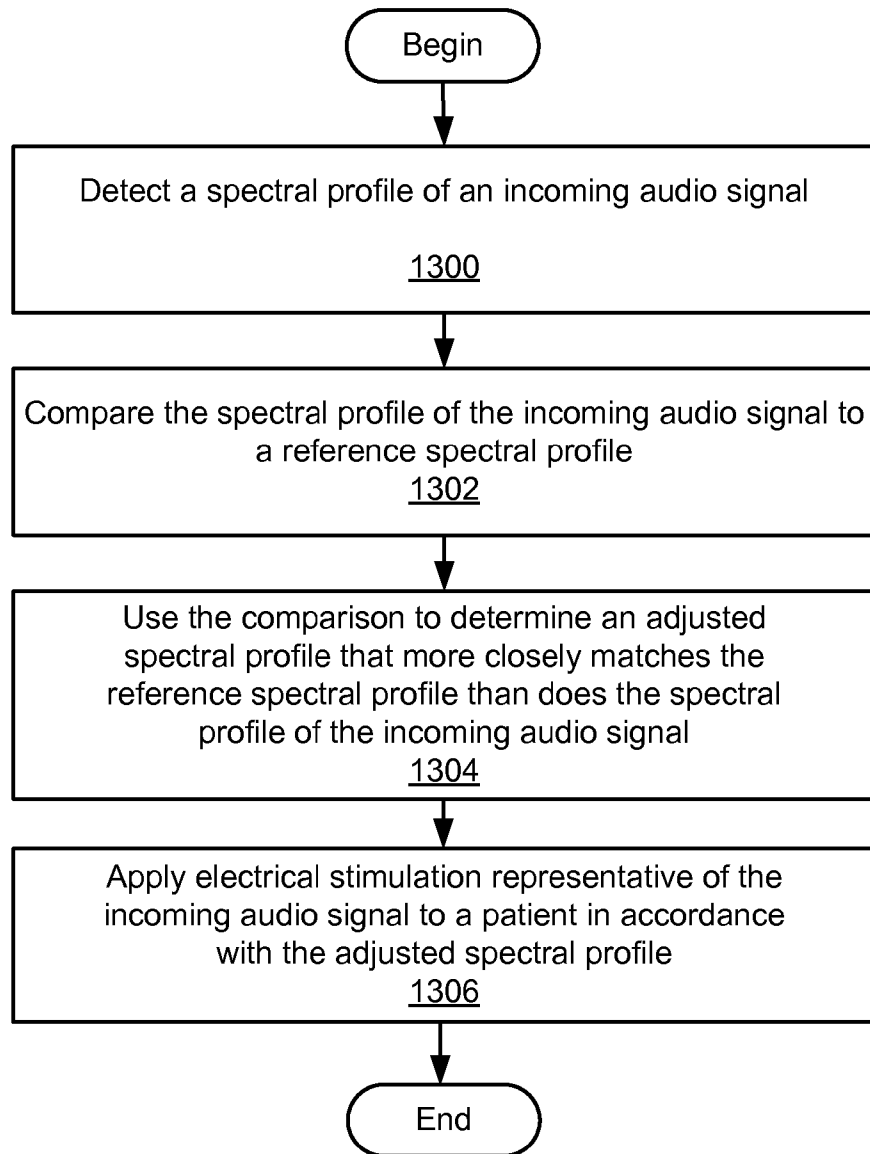 Begin
Detect a spectral profile of an incoming audio signal
1300
Compare the spectral profile of the incoming audio signal to
a reference spectral profile
1302
Use the comparison to determine an adjusted
spectral profile that more closely matches the
reference spectral profile than does the spectral
profile of the incoming audio signal
1304
Apply electrical stimulation representative of the
incoming audio signal to a patient in accordance
with the adjusted spectral profile
1306
End